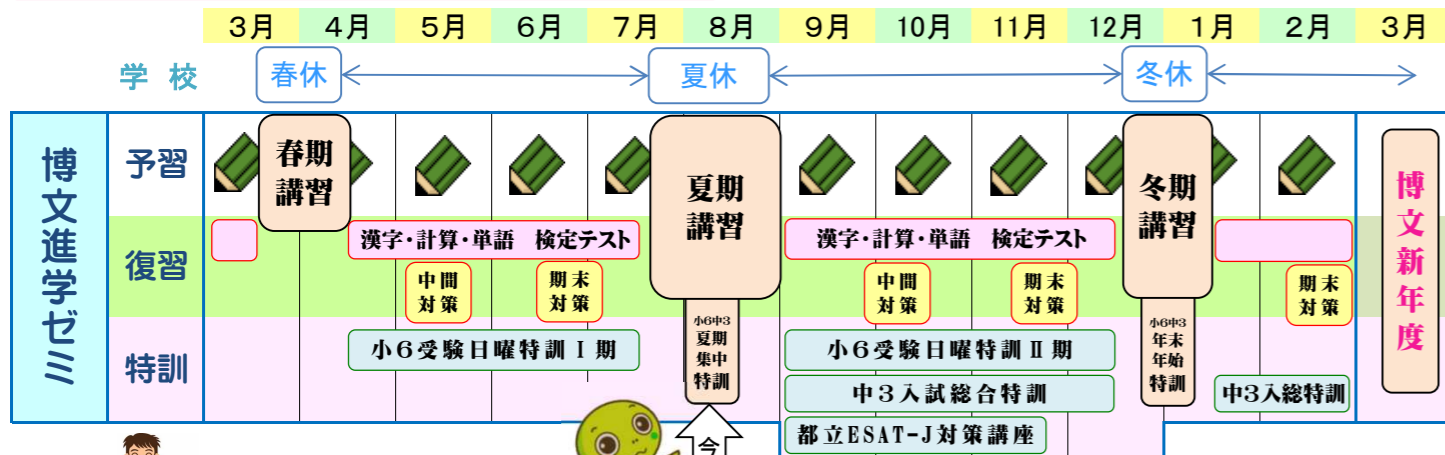 3月 4月 5月 6月 7月 8月 9月 10月 11月 12月 1月 2月 3月
学 校
春休
夏休
冬休
博文進学ゼミ
予習
復習
特訓
春期
講習
夏期
講習
冬期
講習
博文新年度
漢字・計算・単語 検定テスト
漢字・計算・単語 検定テスト
中間
対策
期末
対策
中間
対策
期末
対策
期末
対策
小6中3
夏期
集中
特訓
小6中3
年末
年始
特訓
小6受験日曜特訓Ⅰ期
小6受験日曜特訓Ⅱ期
中3入試総合特訓
中3入総特訓
都立ESAT-J対策講座
今